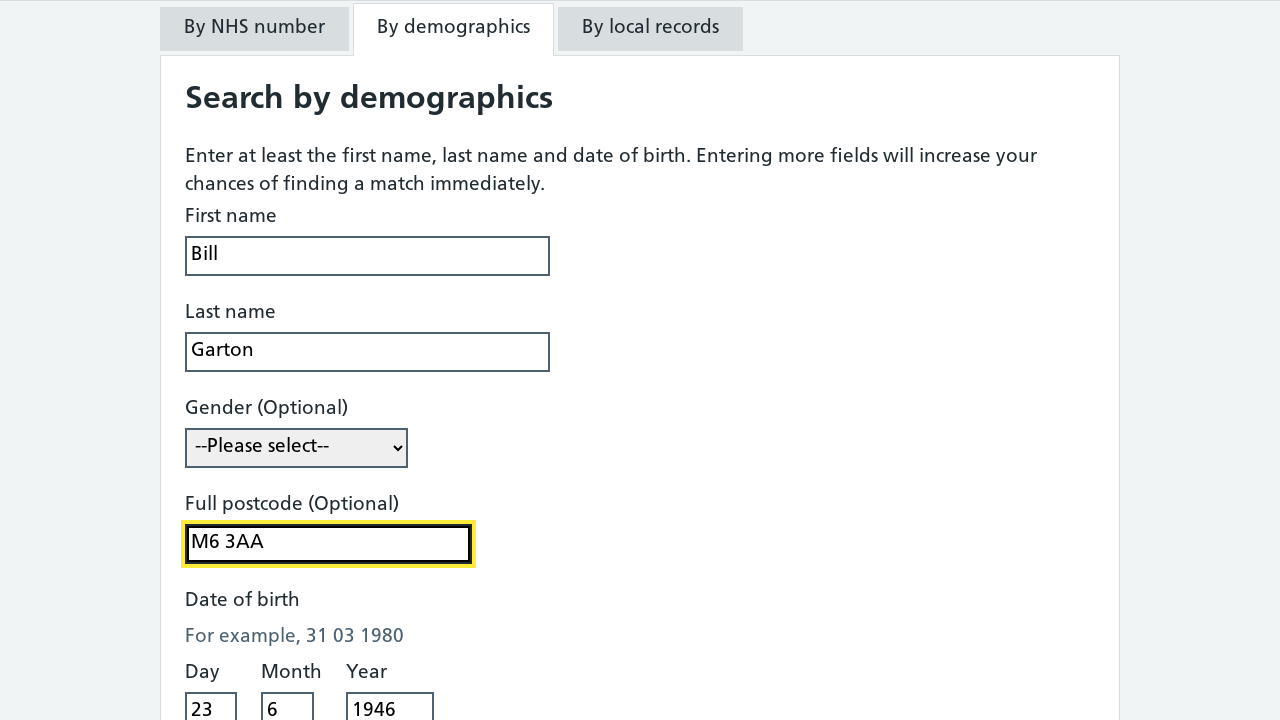 By NHS number
By demographics
By local records
Search by demographics
Enter at least the first name, last name and date of birth. Entering more fields will increase your
chances of finding a match immediately.
First name
Bill
Last name
Garton
Gender (Optional)
--Please select--
Full postcode (Optional)
M6 3AA
Date of birth
For example, 31 03 1980
Day Month Year
23 6 1946